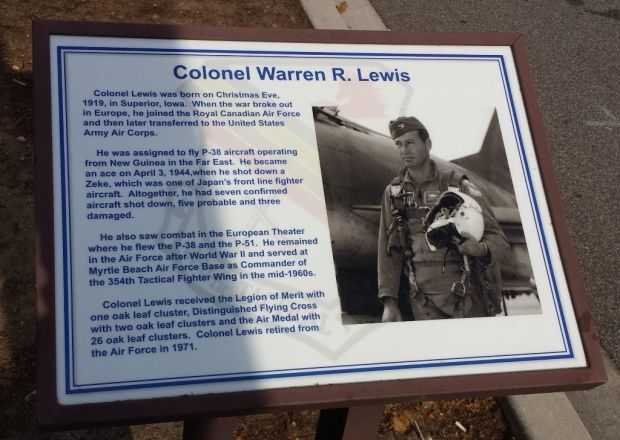 Colonel Warren R. Lewis
Colonel Lewis was born on Christmas Eve,
1919, in Superior, Iowa. When the war broke out
in Europe, he joined the Royal Canadian Air Force
and then later transferred to the United States
Army Air Corps.
He was assigned to fly P-38 aircraft operating
from New Guinea in the Far East. He became
an ace on April 3, 1944,when he shot down a
Zeke, which was one of Japan's front line fighter
aircraft. Altogether, he had seven confirmed
aircraft shot down, five probable and three
damaged.
He also saw combat in the European Theater
where he flew the P-38 and the P-51. He remained
in the Air Force after World War II and served at
Myrtle Beach Air Force Base as Commander of
the 354th Tactical Fighter Wing in the mid-1960s.
Colonel Lewis received the Legion of Merit with
one oak leaf cluster, Distinguished Flying Cross
with two oak leaf clusters and the Air Medal with
26 oak leaf clusters. Colonel Lewis retired from
the Air Force in 1971.